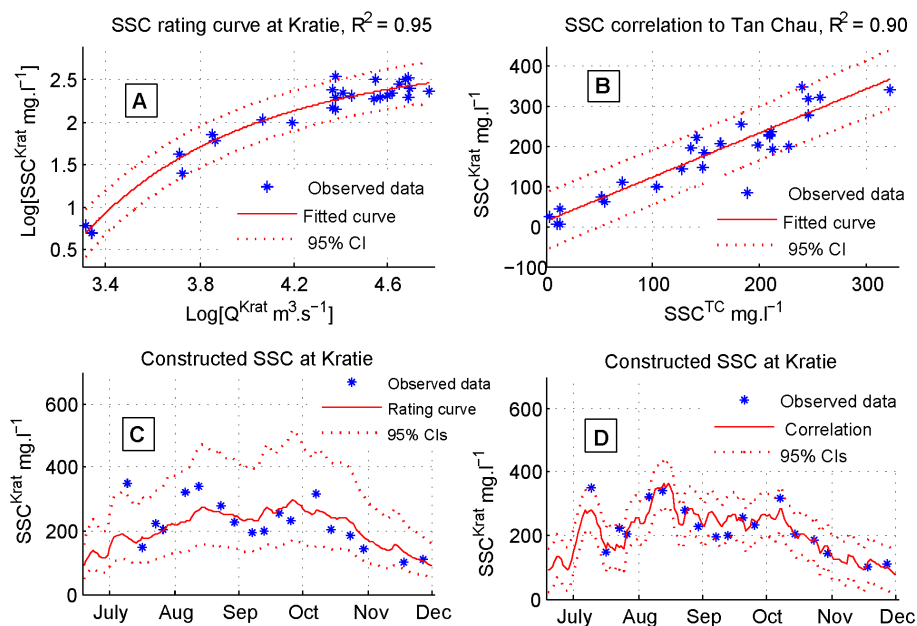 SSC rating curve at Kratie, R² = 0.95
A
Log[SSC^Krat mg.l⁻¹]
2.5
2
1.5
1
0.5
Observed data
Fitted curve
95% CI
3.4 3.8 4.2 4.6
Log[Q^Krat m³.s⁻¹]
SSC correlation to Tan Chau, R² = 0.90
B
SSC^Krat mg.l⁻¹
400
300
200
100
0
−100
Observed data
Fitted curve
95% CI
0 100 200 300
SSC^TC mg.l⁻¹
Constructed SSC at Kratie
C
SSC^Krat mg.l⁻¹
600
400
200
0
Observed data
Rating curve
95% CIs
July Aug Sep Oct Nov Dec
Constructed SSC at Kratie
D
SSC^Krat mg.l⁻¹
600
400
200
0
Observed data
Correlation
95% CIs
July Aug Sep Oct Nov Dec